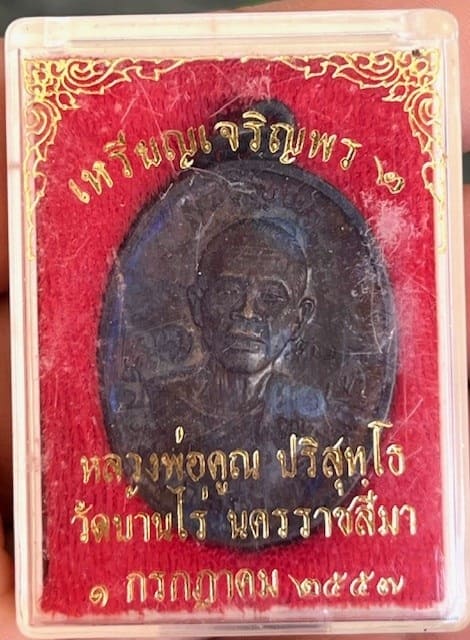 เหรียญเจริญพร ๒
หลวงพ่อคูณ ปริสุทฺโธ
วัดบ้านไร่ นครราชสีมา
๑ กรกฎาคม ๒๕๕๗